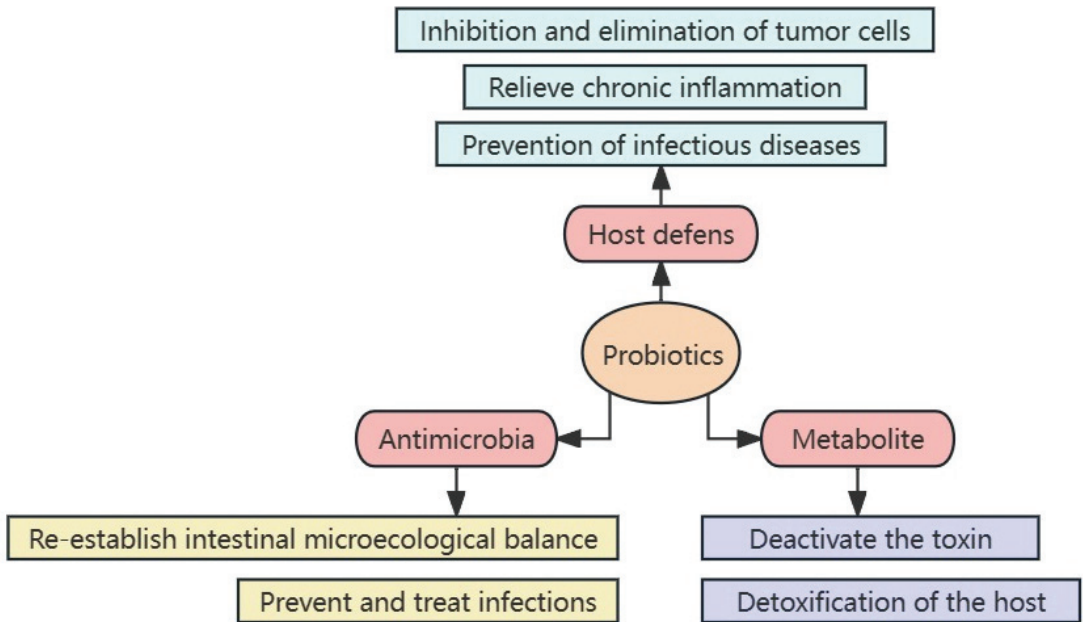 Inhibition and elimination of tumor cells
Relieve chronic inflammation
Prevention of infectious diseases
Host defens
Probiotics
Antimicrobia
Metabolite
Re-establish intestinal microecological balance
Deactivate the toxin
Prevent and treat infections
Detoxification of the host